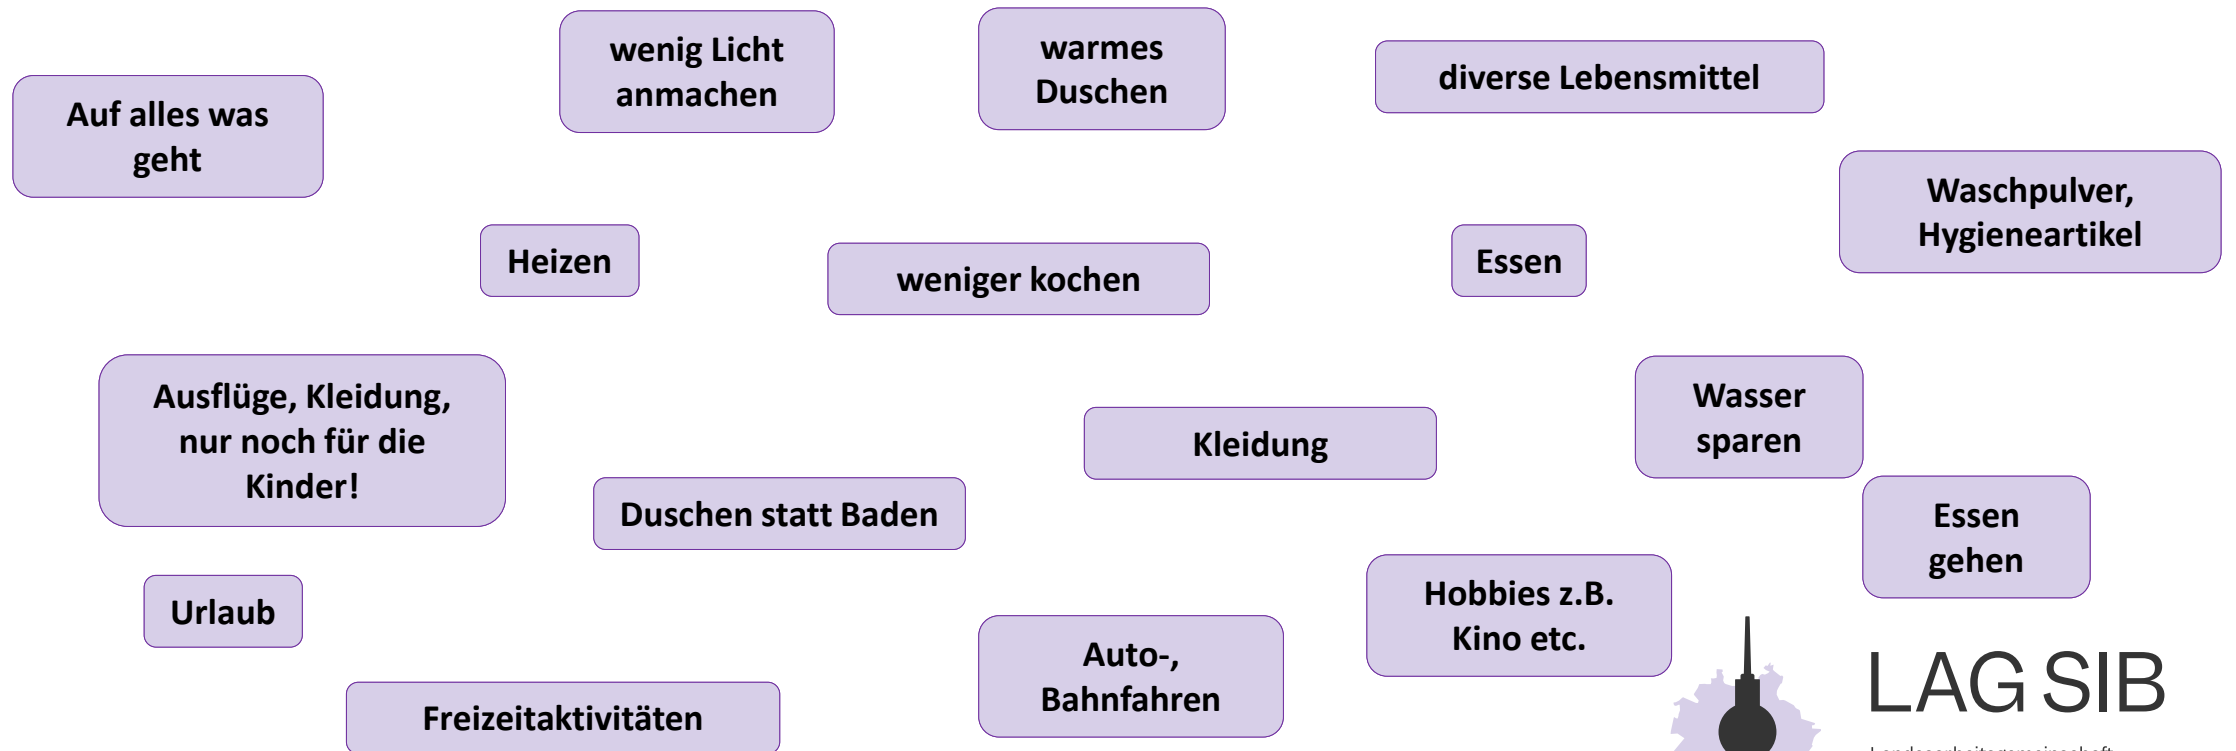 wenig Licht
anmachen
warmes
Duschen
diverse Lebensmittel
Auf alles was
geht
Waschpulver,
Hygieneartikel
Heizen
weniger kochen
Essen
Ausflüge, Kleidung,
nur noch für die
Kinder!
Wasser
sparen
Kleidung
Duschen statt Baden
Essen
gehen
Urlaub
Hobbies z.B.
Kino etc.
Auto-,
Bahnfahren
Freizeitaktivitäten
LAG SIB